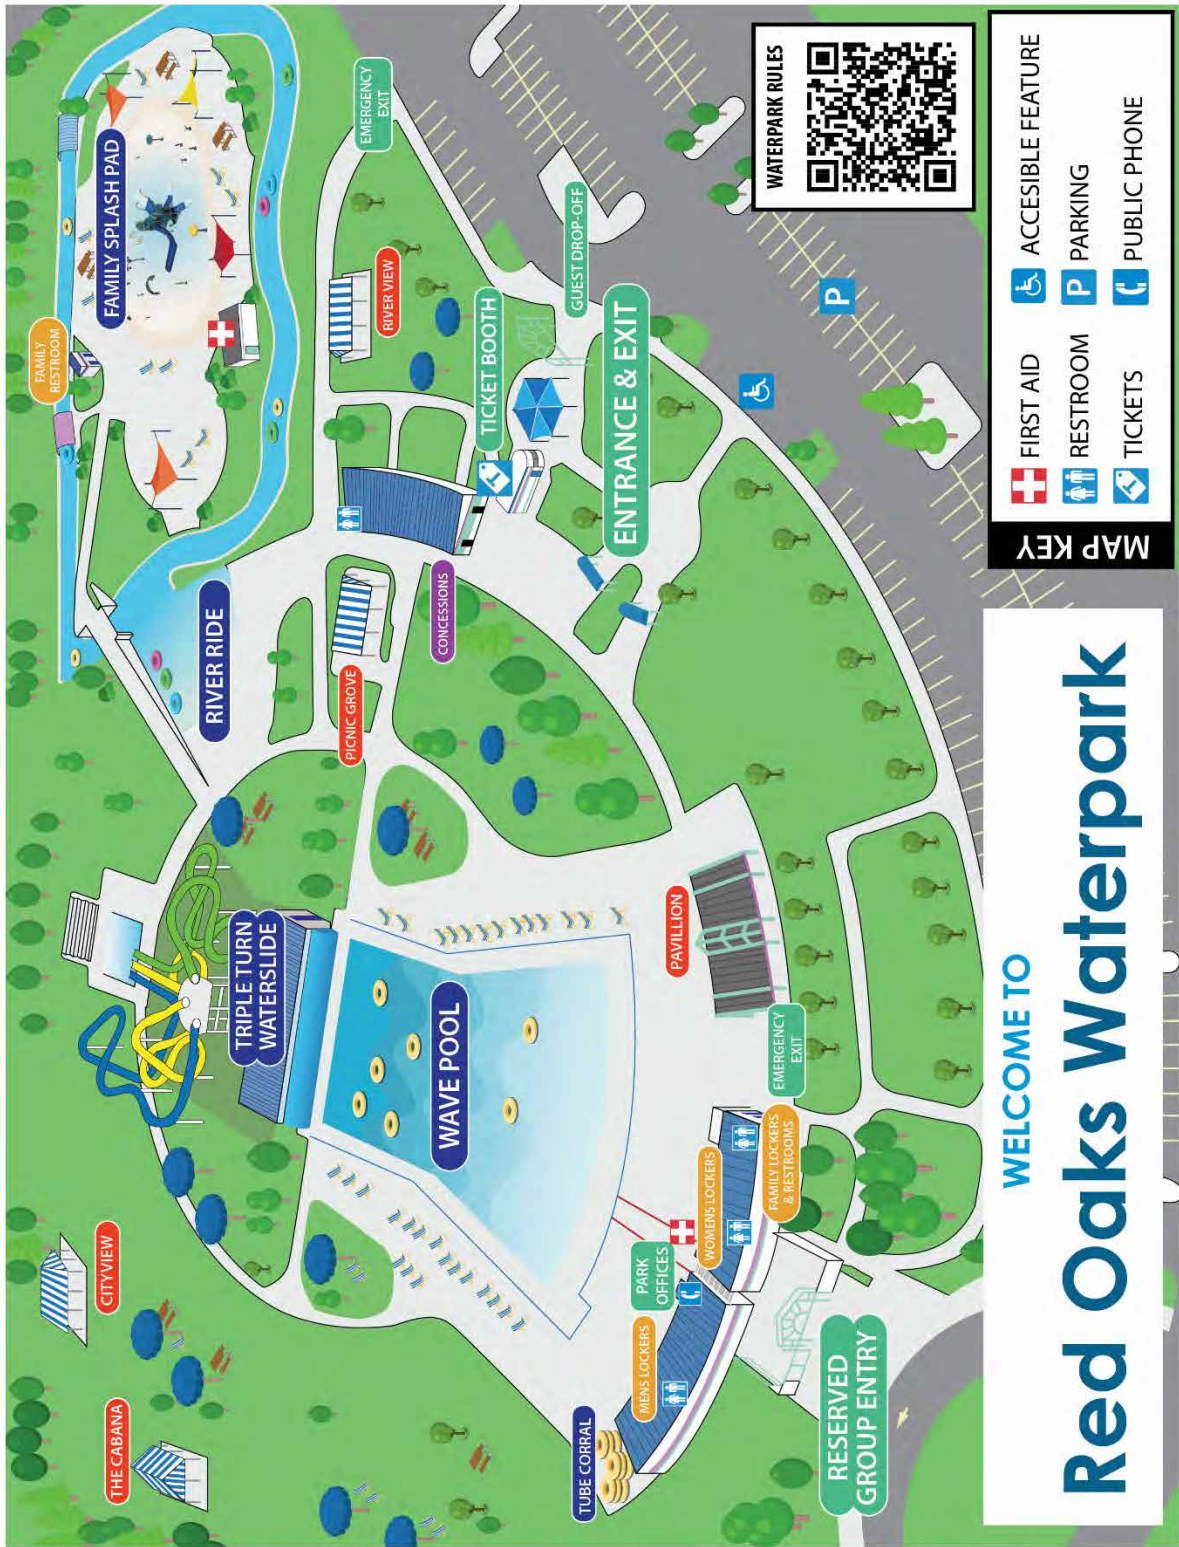 WELCOME TO
Red Oaks Waterpark
MAP KEY
FIRST AID
RESTROOM
TICKETS
ACCESIBLE FEATURE
P
PARKING
PUBLIC PHONE
WATERPARK RULES
THE CABANA
CITYVIEW
TRIPLE TURN
WATERSLIDE
WAVE POOL
RIVER RIDE
FAMILY
RESTROOM
FAMILY SPLASH PAD
EMERGENCY
EXIT
RIVER VIEW
PICNIC GROVE
CONCESSIONS
TICKET BOOTH
GUEST DROP-OFF
ENTRANCE & EXIT
P
PAVILLION
EMERGENCY
EXIT
TUBE CORRAL
MENS LOCKERS
PARK
OFFICES
WOMENS LOCKERS
FAMILY LOCKERS
& RESTROOMS
RESERVED
GROUP ENTRY